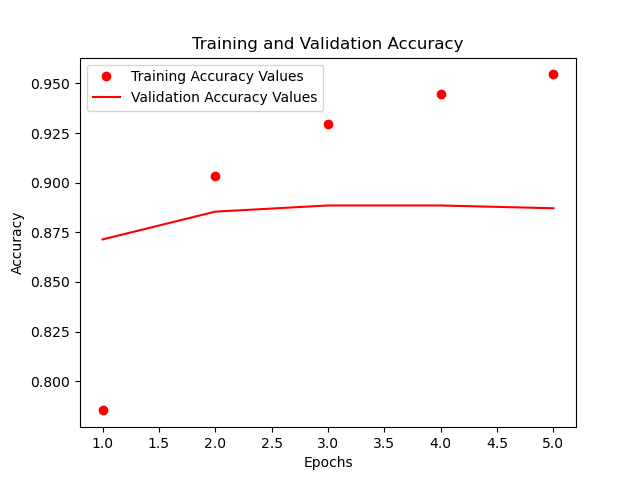 Training and Validation Accuracy
Training Accuracy Values
Validation Accuracy Values
Accuracy
0.950
0.925
0.900
0.875
0.850
0.825
0.800
1.0 1.5 2.0 2.5 3.0 3.5 4.0 4.5 5.0
Epochs